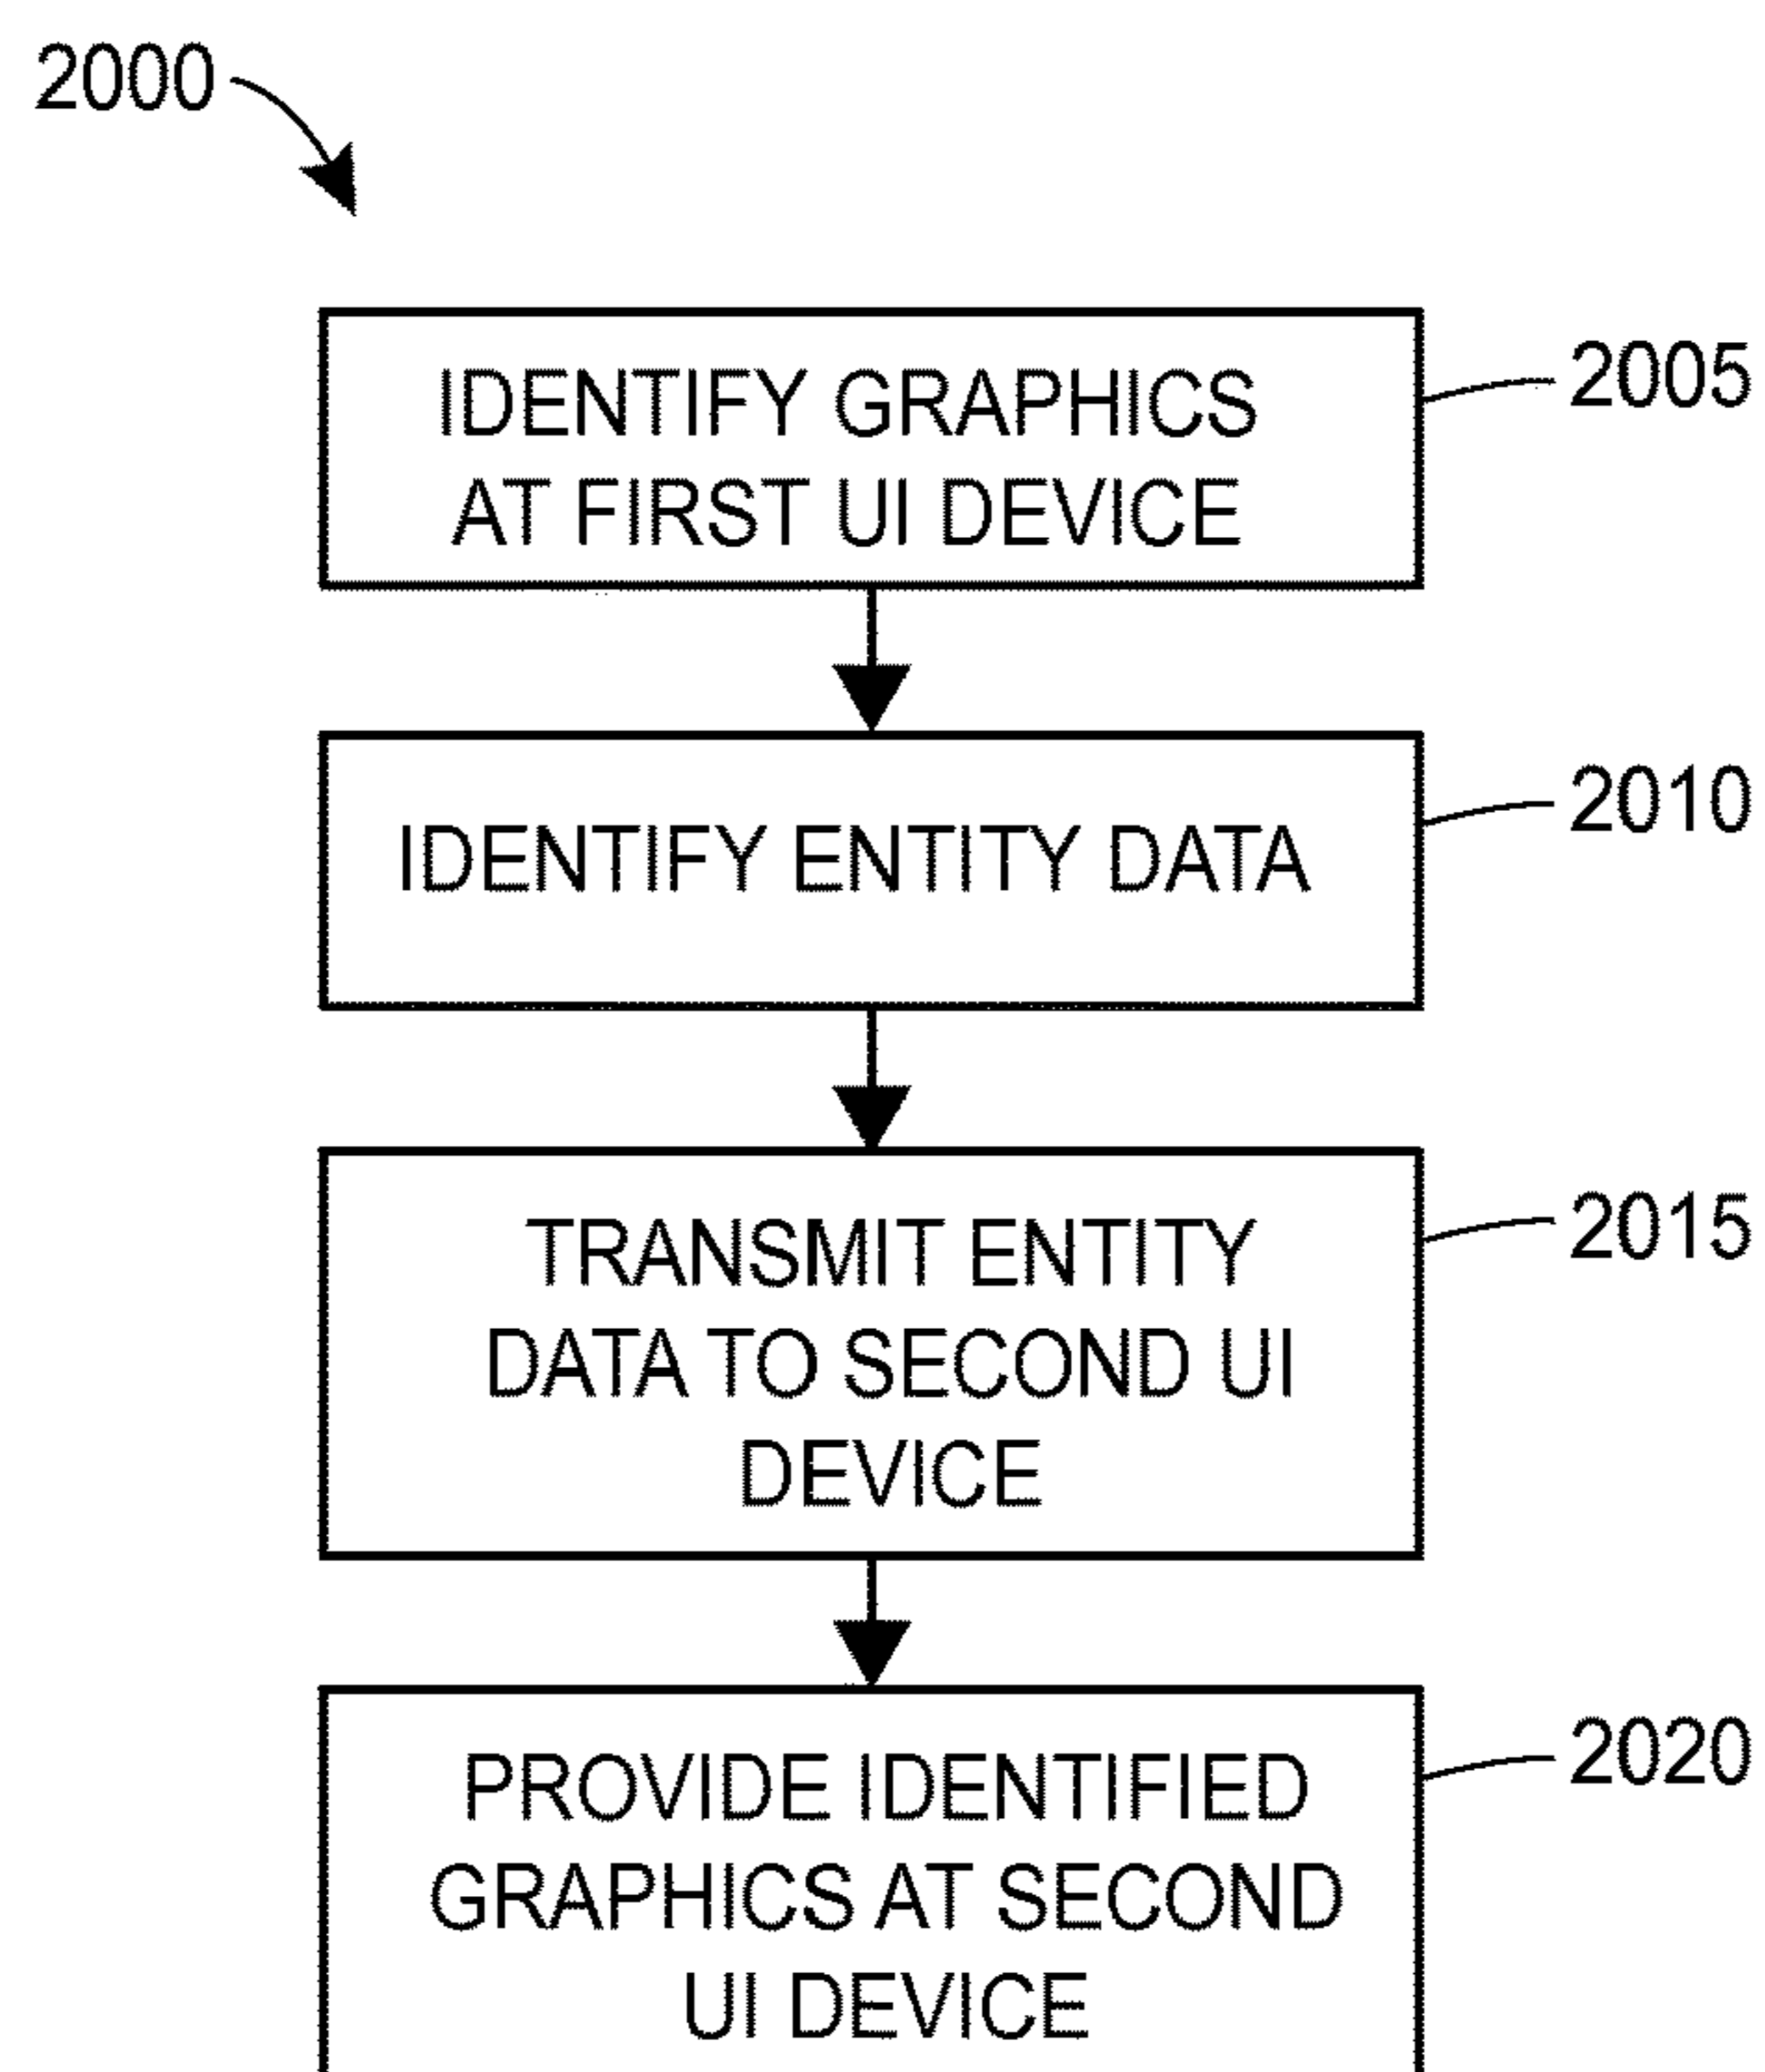 2000
IDENTIFY GRAPHICS
AT FIRST UI DEVICE
2005
IDENTIFY ENTITY DATA
2010
TRANSMIT ENTITY
DATA TO SECOND UI
DEVICE
2015
PROVIDE IDENTIFIED
GRAPHICS AT SECOND
UI DEVICE
2020